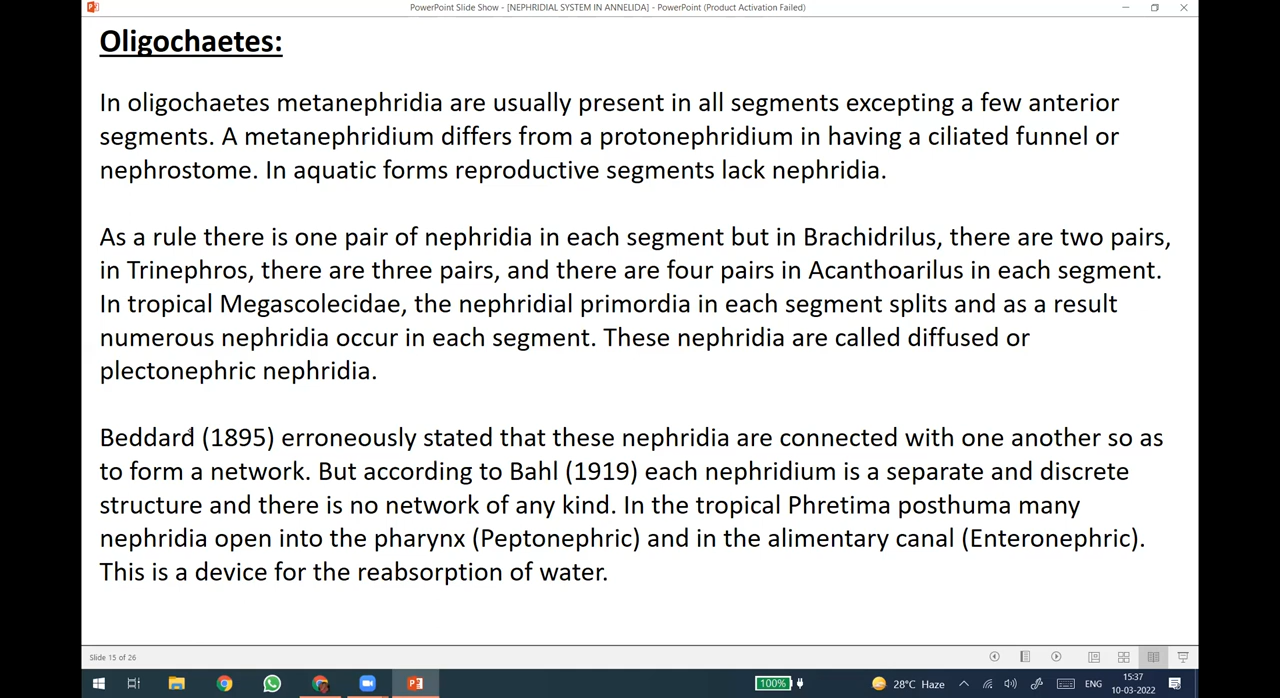 PowerPoint Slide Show - [NEPHRIDIAL SYSTEM IN ANNELIDA] - PowerPoint (Product Activation Failed)
Oligochaetes:
In oligochaetes metanephridia are usually present in all segments excepting a few anterior
segments. A metanephridium differs from a protonephridium in having a ciliated funnel or
nephrostome. In aquatic forms reproductive segments lack nephridia.
As a rule there is one pair of nephridia in each segment but in Brachidrilus, there are two pairs,
in Trinephros, there are three pairs, and there are four pairs in Acanthoarilus in each segment.
In tropical Megascolecidae, the nephridial primordia in each segment splits and as a result
numerous nephridia occur in each segment. These nephridia are called diffused or
plectonephric nephridia.
Beddard (1895) erroneously stated that these nephridia are connected with one another so as
to form a network. But according to Bahl (1919) each nephridium is a separate and discrete
structure and there is no network of any kind. In the tropical Phretima posthuma many
nephridia open into the pharynx (Peptonephric) and in the alimentary canal (Enteronephric).
This is a device for the reabsorption of water.
Slide 15 of 26
100%
28°C Haze
ENG
15:37
10-03-2022